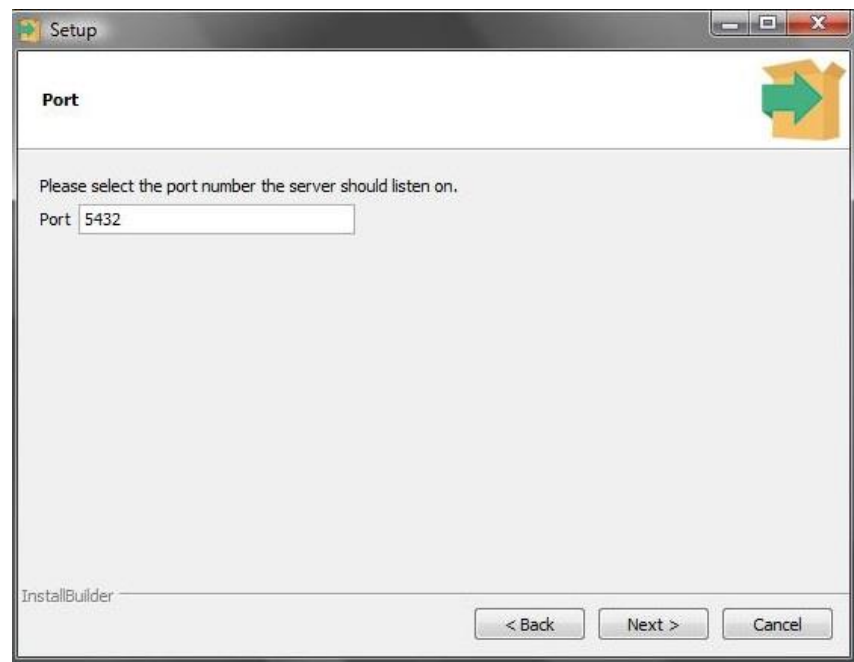 Setup
Port
Please select the port number the server should listen on.
Port 5432
InstallBuilder
< Back Next > Cancel